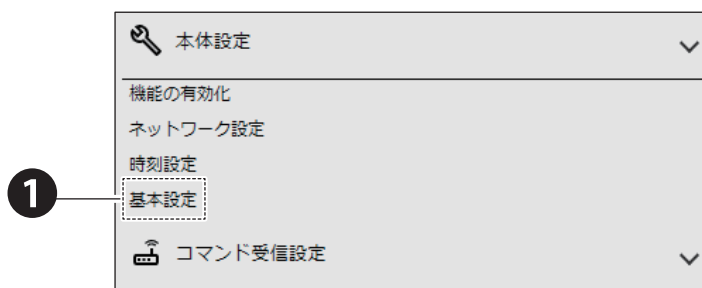 本体設定
機能の有効化
ネットワーク設定
時刻設定
1
基本設定
コマンド受信設定